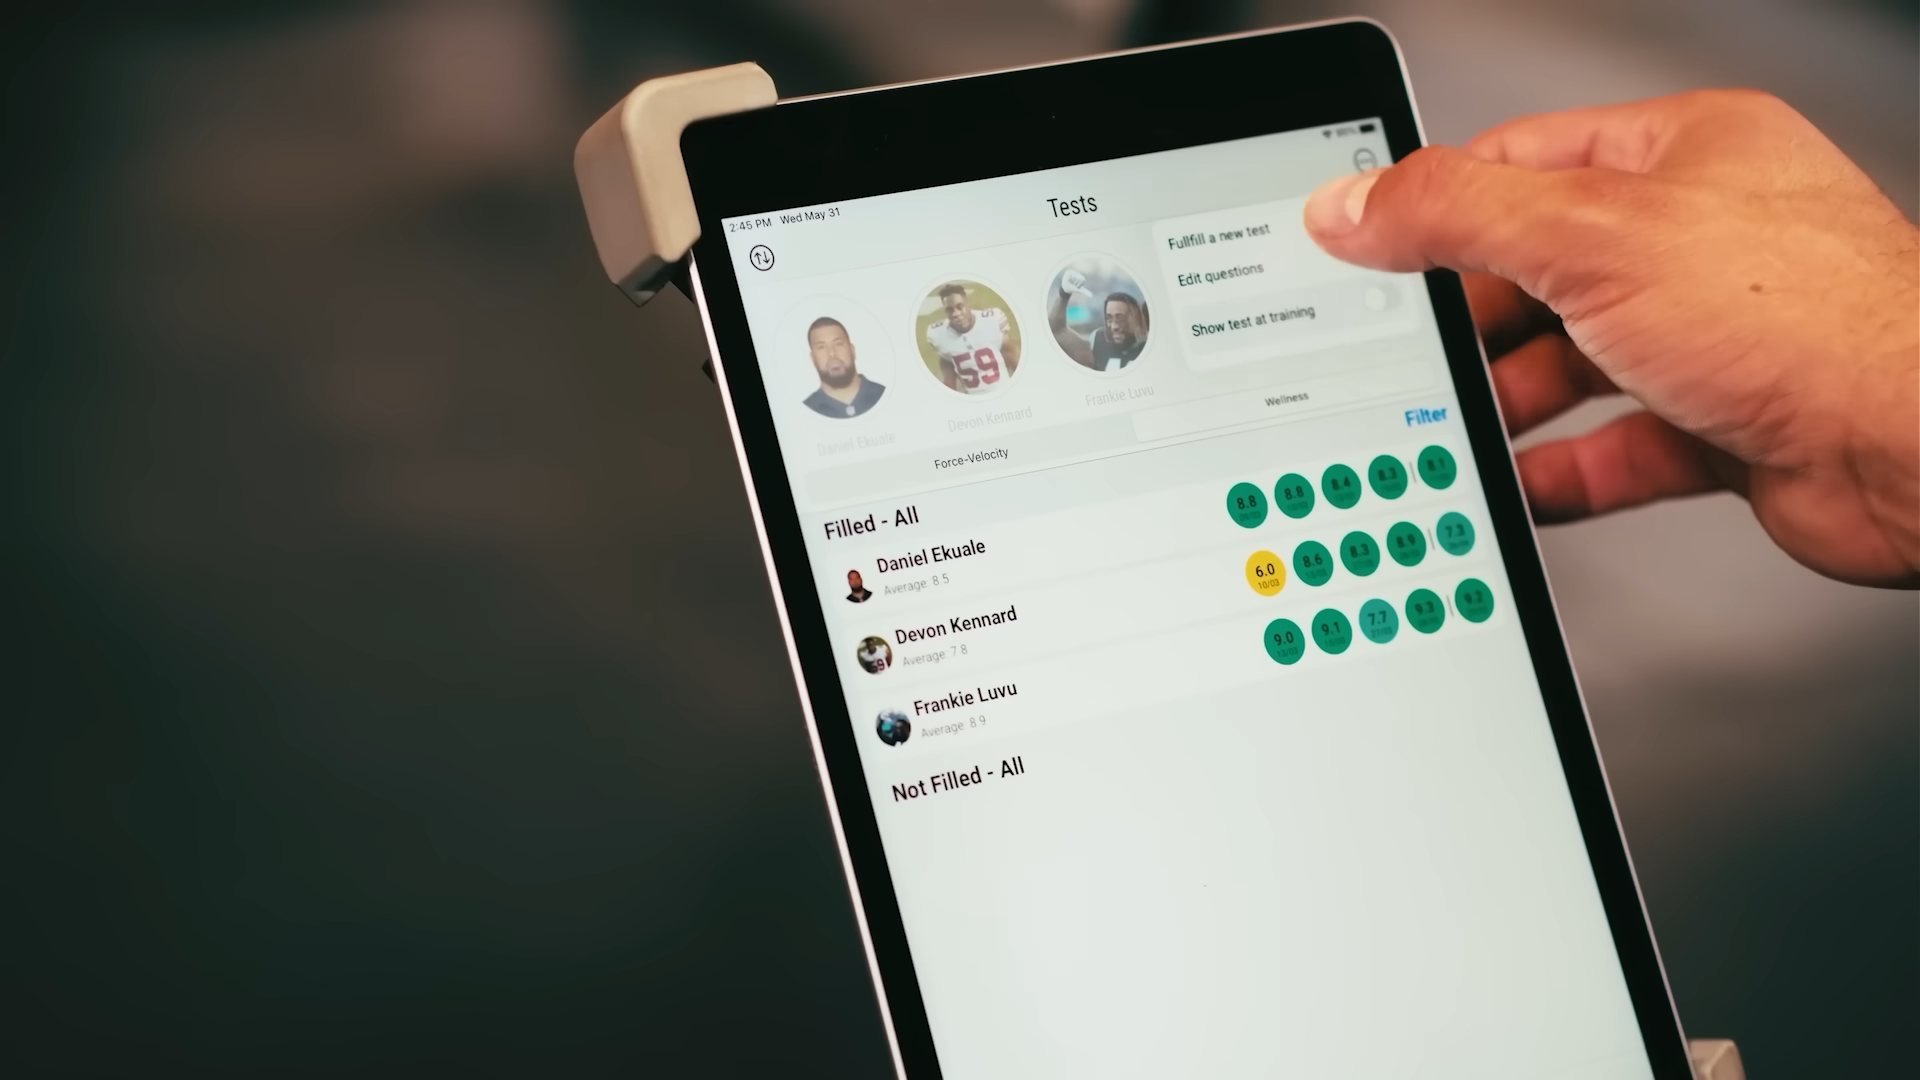 2:45 PM Wed May 31
Tests
Fullfill a new test
Edit questions
Show test at training
59
Daniel Ekuale
Devon Kennard
Frankie Luvu
Force-Velocity
Wellness
Filter
Filled - All
Daniel Ekuale
Average 8.5
8.8 8.8 8.4 8.3 8.1
Devon Kennard
Average 7.8
6.0 8.6 8.3 8.9 7.3
10/03
Frankie Luvu
Average 8.9
9.0 9.1 7.7 9.3 9.2
Not Filled - All